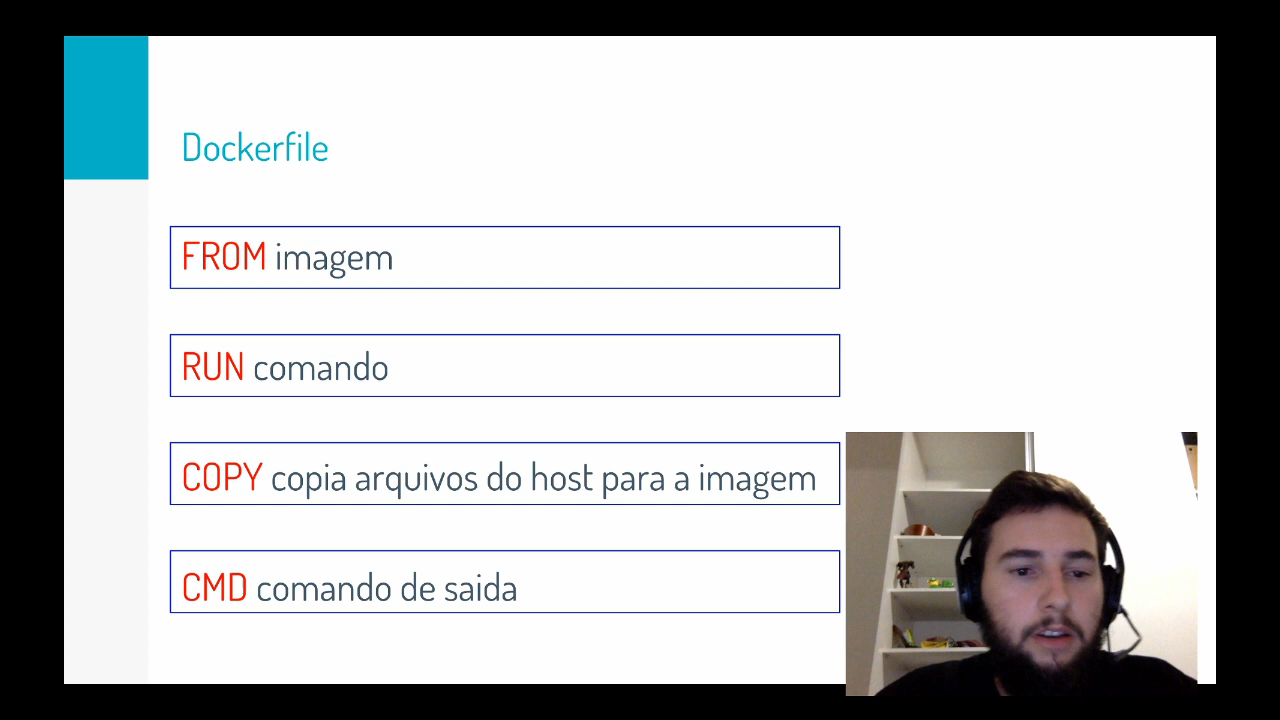 Dockerfile
FROM imagem
RUN comando
COPY copia arquivos do host para a imagem
CMD comando de saida